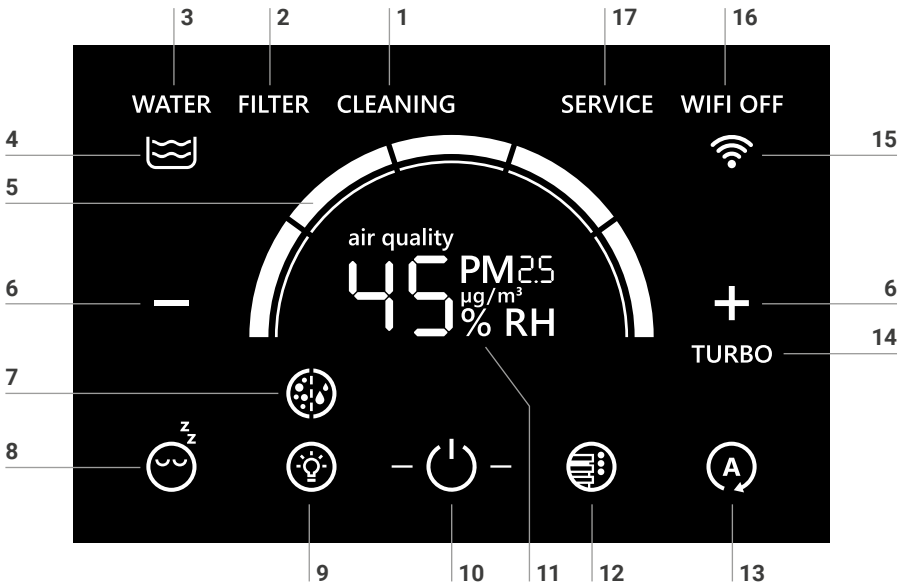 3 2 1 17 16
WATER FILTER CLEANING SERVICE WIFI OFF
4 15
5
air quality
45 PM2.5
µg/m³
% RH
6 6
TURBO 14
7
z
z
8
A
9 10 11 12 13